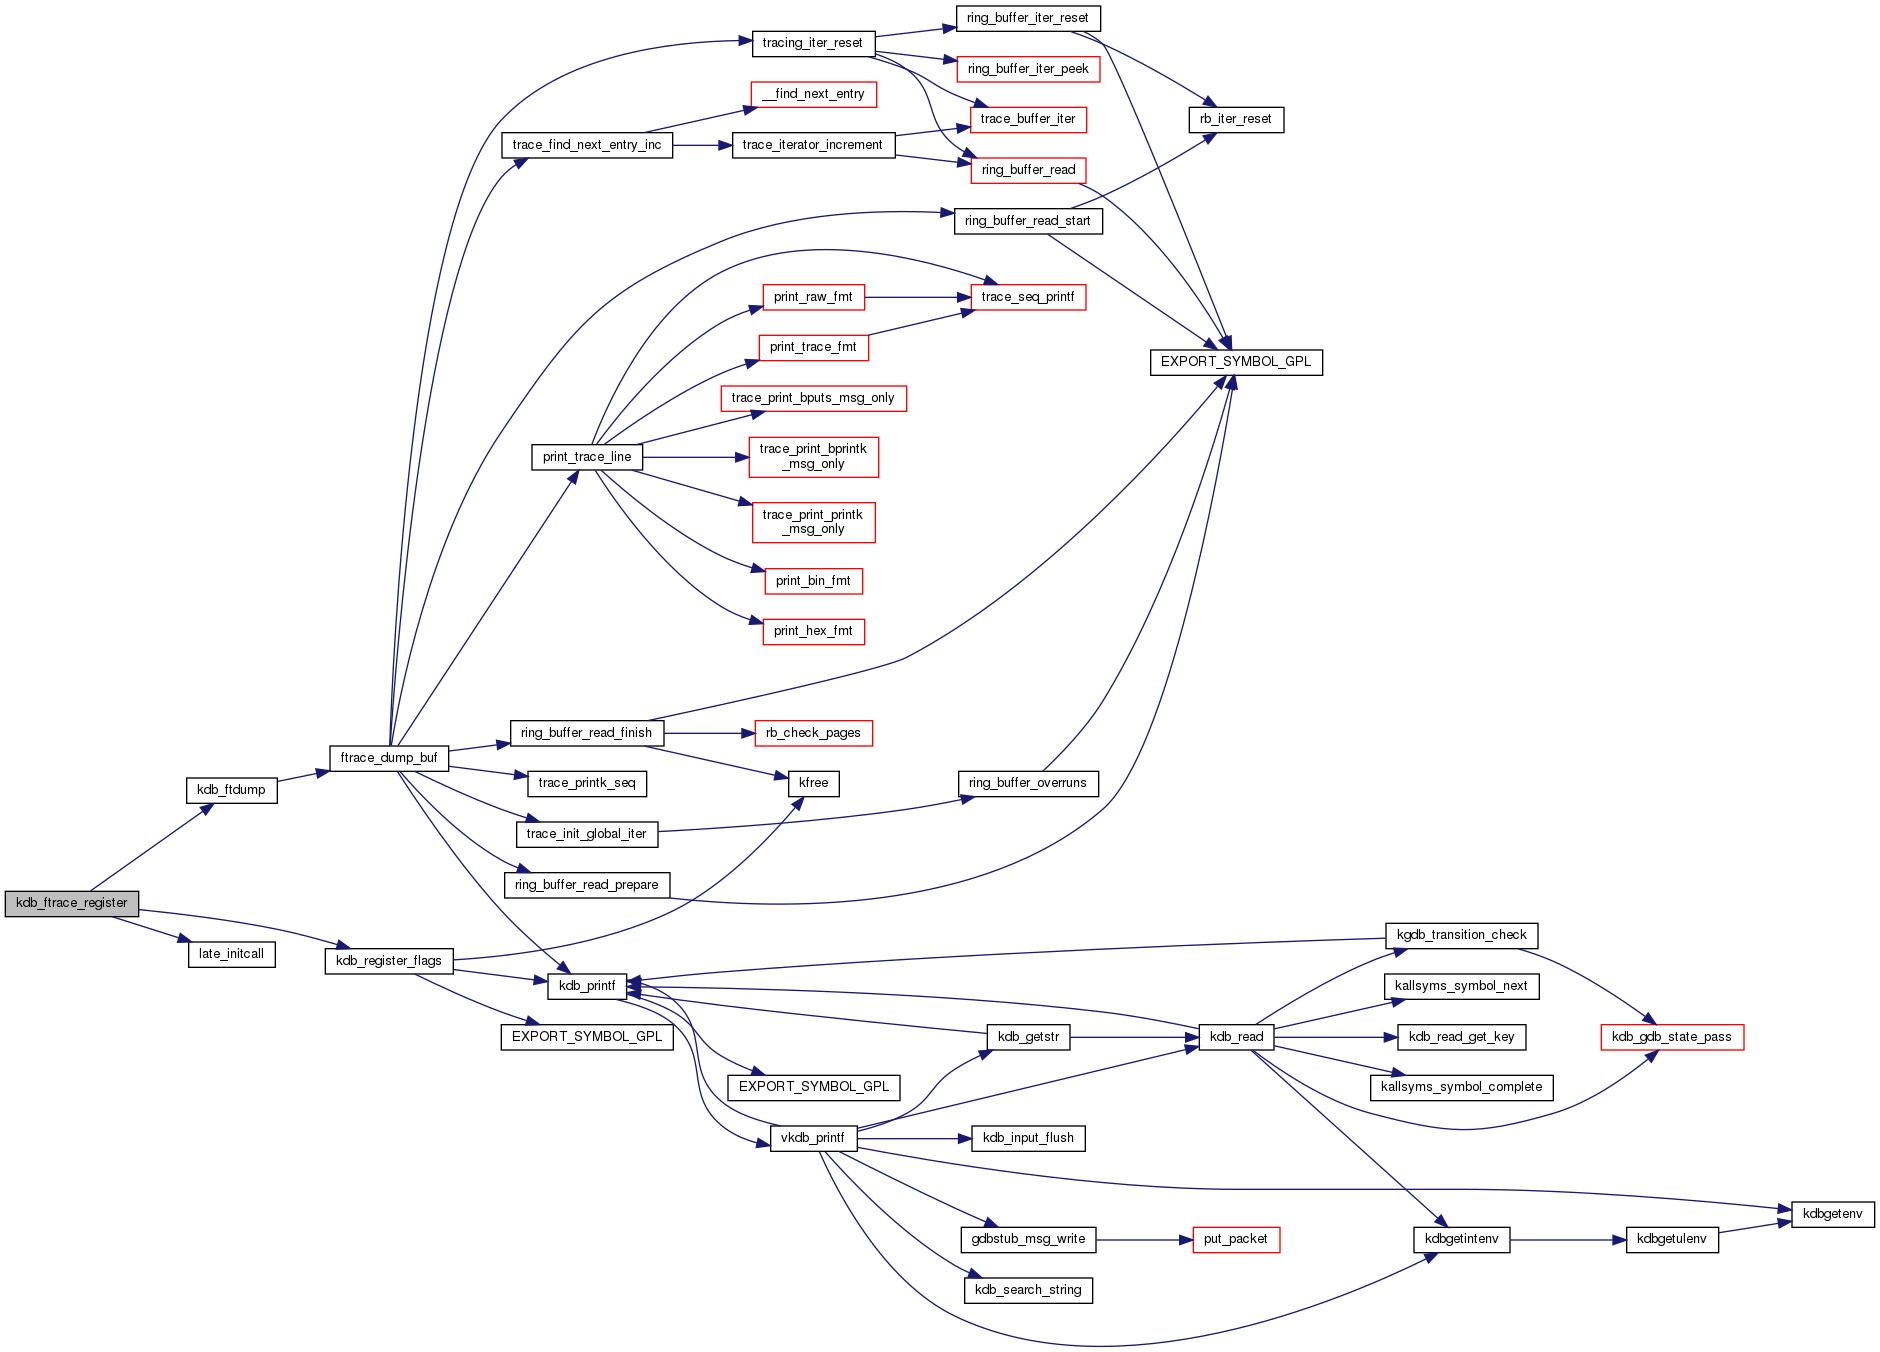 ring_buffer_iter_reset
tracing_iter_reset
ring_buffer_iter_peek
__find_next_entry
trace_buffer_iter
rb_iter_reset
trace_find_next_entry_inc
trace_iterator_increment
ring_buffer_read
ring_buffer_read_start
print_raw_fmt
trace_seq_printf
print_trace_fmt
EXPORT_SYMBOL_GPL
trace_print_bputs_msg_only
print_trace_line
trace_print_bprintk
_msg_only
trace_print_printk
_msg_only
print_bin_fmt
print_hex_fmt
ring_buffer_read_finish
rb_check_pages
ftrace_dump_buf
trace_printk_seq
kfree
ring_buffer_overruns
kdb_ftdump
trace_init_global_iter
ring_buffer_read_prepare
kdb_ftrace_register
kgdb_transition_check
late_initcall
kdb_register_flags
kdb_printf
kallsyms_symbol_next
EXPORT_SYMBOL_GPL
kdb_getstr
kdb_read
kdb_read_get_key
kdb_gdb_state_pass
EXPORT_SYMBOL_GPL
kallsyms_symbol_complete
vkdb_printf
kdb_input_flush
kdbgetenv
gdbstub_msg_write
put_packet
kdbgetintenv
kdbgetulenv
kdb_search_string